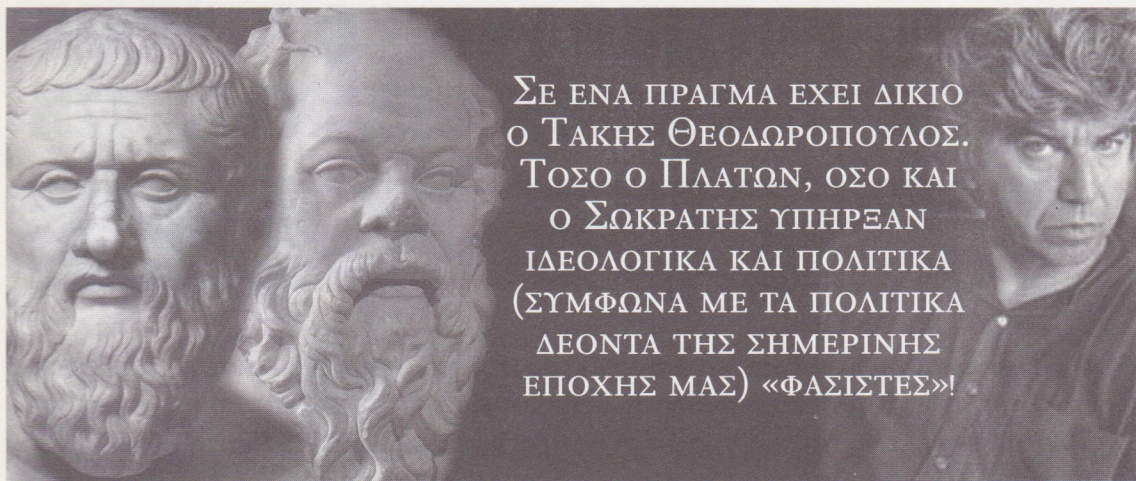 ΣΕ ΕΝΑ ΠΡΑΓΜΑ ΕΧΕΙ ΔΙΚΙΟ
Ο ΤΑΚΗΣ ΘΕΟΔΩΡΟΠΟΥΛΟΣ.
ΤΟΣΟ Ο ΠΛΑΤΩΝ, ΟΣΟ ΚΑΙ
Ο ΣΩΚΡΑΤΗΣ ΥΠΗΡΞΑΝ
ΙΔΕΟΛΟΓΙΚΑ ΚΑΙ ΠΟΛΙΤΙΚΑ
(ΣΥΜΦΩΝΑ ΜΕ ΤΑ ΠΟΛΙΤΙΚΑ
ΔΕΟΝΤΑ ΤΗΣ ΣΗΜΕΡΙΝΗΣ
ΕΠΟΧΗΣ ΜΑΣ) «ΦΑΣΙΣΤΕΣ»!